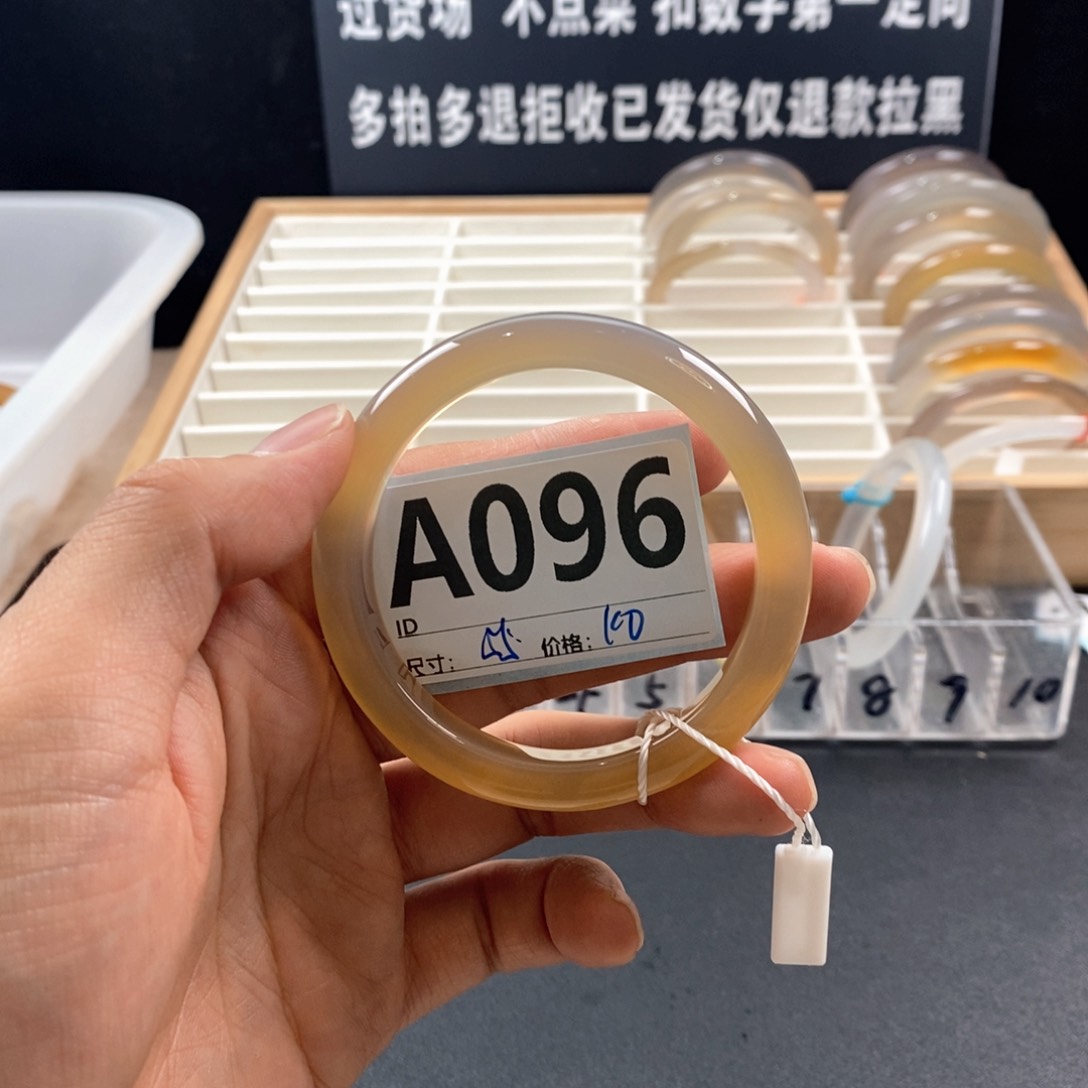 过货场 不点菜 扣数字第一定向
多拍多退拒收已发货仅退款拉黑
A096
ID
尺寸: 价格:
5 7 8 9 10